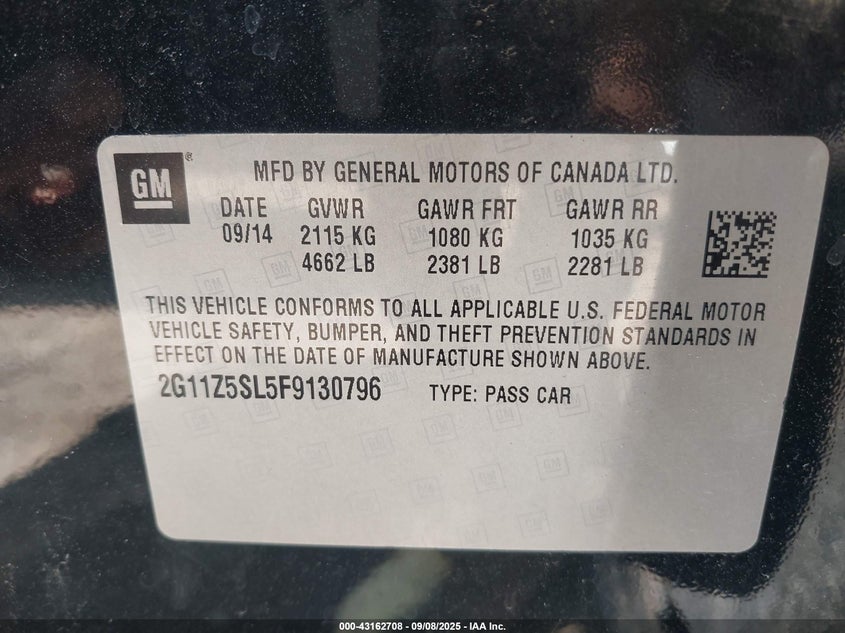 GM®
MFD BY GENERAL MOTORS OF CANADA LTD.
DATE GVWR GAWR FRT GAWR RR
09/14 2115 KG 1080 KG 1035 KG
4662 LB 2381 LB 2281 LB
THIS VEHICLE CONFORMS TO ALL APPLICABLE U.S. FEDERAL MOTOR
VEHICLE SAFETY, BUMPER, AND THEFT PREVENTION STANDARDS IN
EFFECT ON THE DATE OF MANUFACTURE SHOWN ABOVE.
2G11Z5SL5F9130796 TYPE: PASS CAR
000-43162708 - 09/08/2025 - IAA Inc.